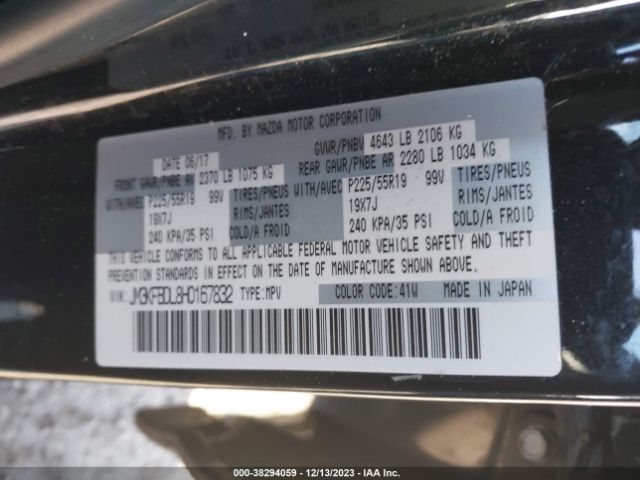 MFD. BY MAZDA MOTOR CORPORATION
DATE 06/17 GVWR/PNBV 4643 LB 2106 KG
FRONT GAWR/PNBE AV 2370 LB 1075 KG REAR GAWR/PNBE AR 2280 LB 1034 KG
WITH/AVEC P225/55R19 99V TIRES/PNEUS WITH/AVEC P225/55R19 99V TIRES/PNEUS
19X7J RIMS/JANTES 19X7J RIMS/JANTES
240 KPA/35 PSI COLD/A FROID 240 KPA/35 PSI COLD/A FROID
THIS VEHICLE CONFORMS TO ALL APPLICABLE FEDERAL MOTOR VEHICLE SAFETY AND THEFT
PREVENTION STANDARDS IN EFFECT ON THE DATE OF MANUFACTURE SHOWN ABOVE.
VIN: JM3KFBDL8H0167832 TYPE:MPV COLOR CODE:41W MADE IN JAPAN
000-38294059 - 12/13/2023 - IAA Inc.